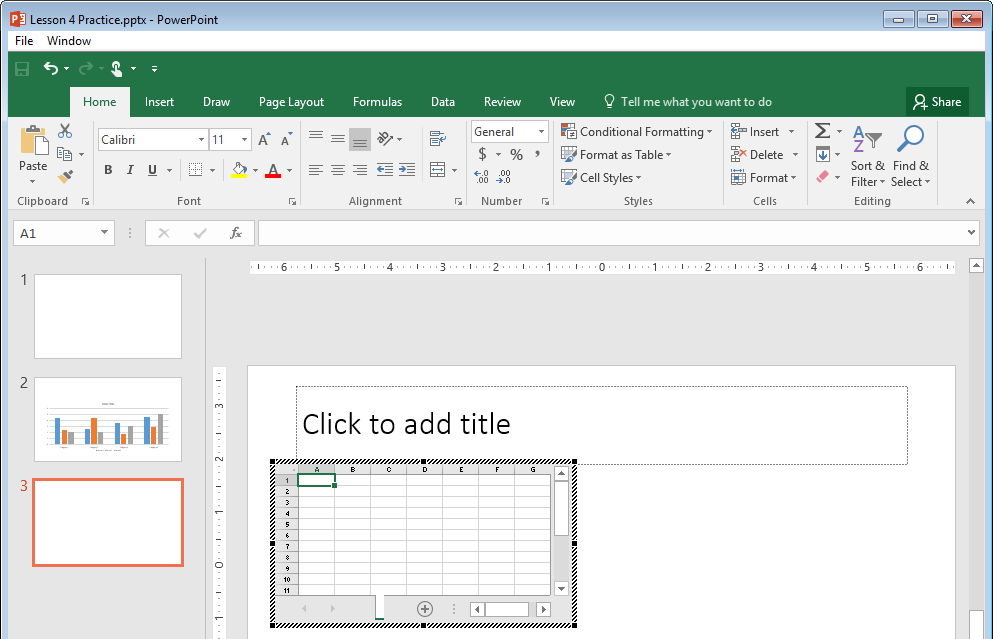 Lesson 4 Practice.pptx - PowerPoint
File Window
Home Insert Draw Page Layout Formulas Data Review View Tell me what you want to do Share
Calibri 11 General Conditional Formatting Insert
Paste B I U $ % , Format as Table Delete Sort & Find &
Cell Styles Format Filter Select
Clipboard Font Alignment Number Styles Cells Editing
A1 fx
6 5 4 3 2 1 0 1 2 3 4 5 6
1
2
3
3
2
1
0
1
Click to add title
A B C D E F G
1
2
3
4
5
6
7
8
9
10
11